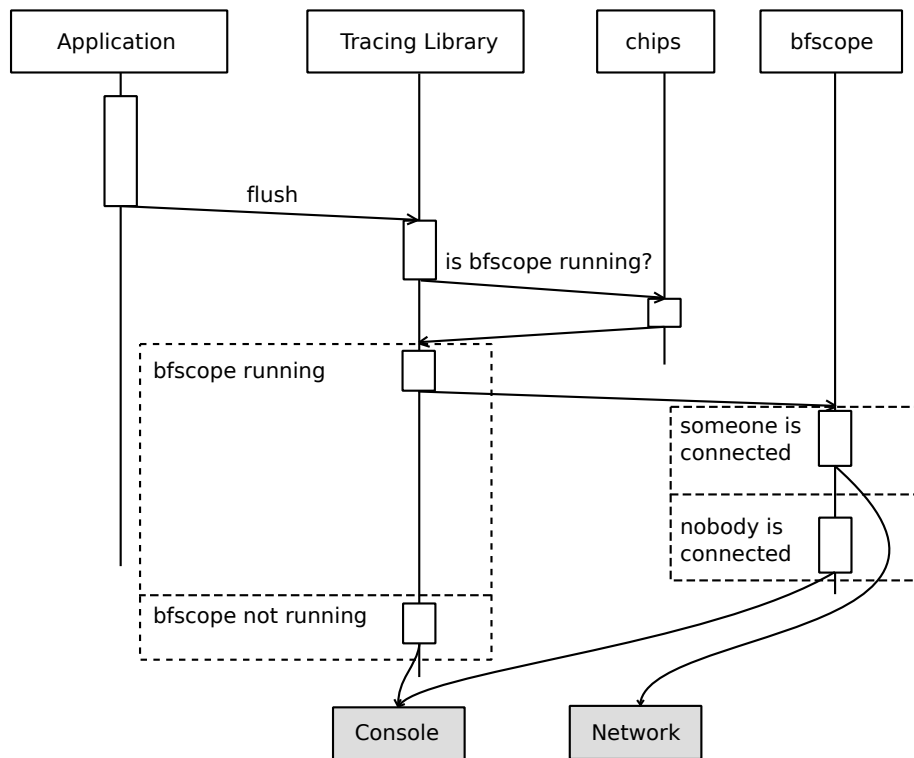 Application
Tracing Library
chips
bfscope
flush
is bfscope running?
bfscope running
someone is
connected
nobody is
connected
bfscope not running
Console
Network